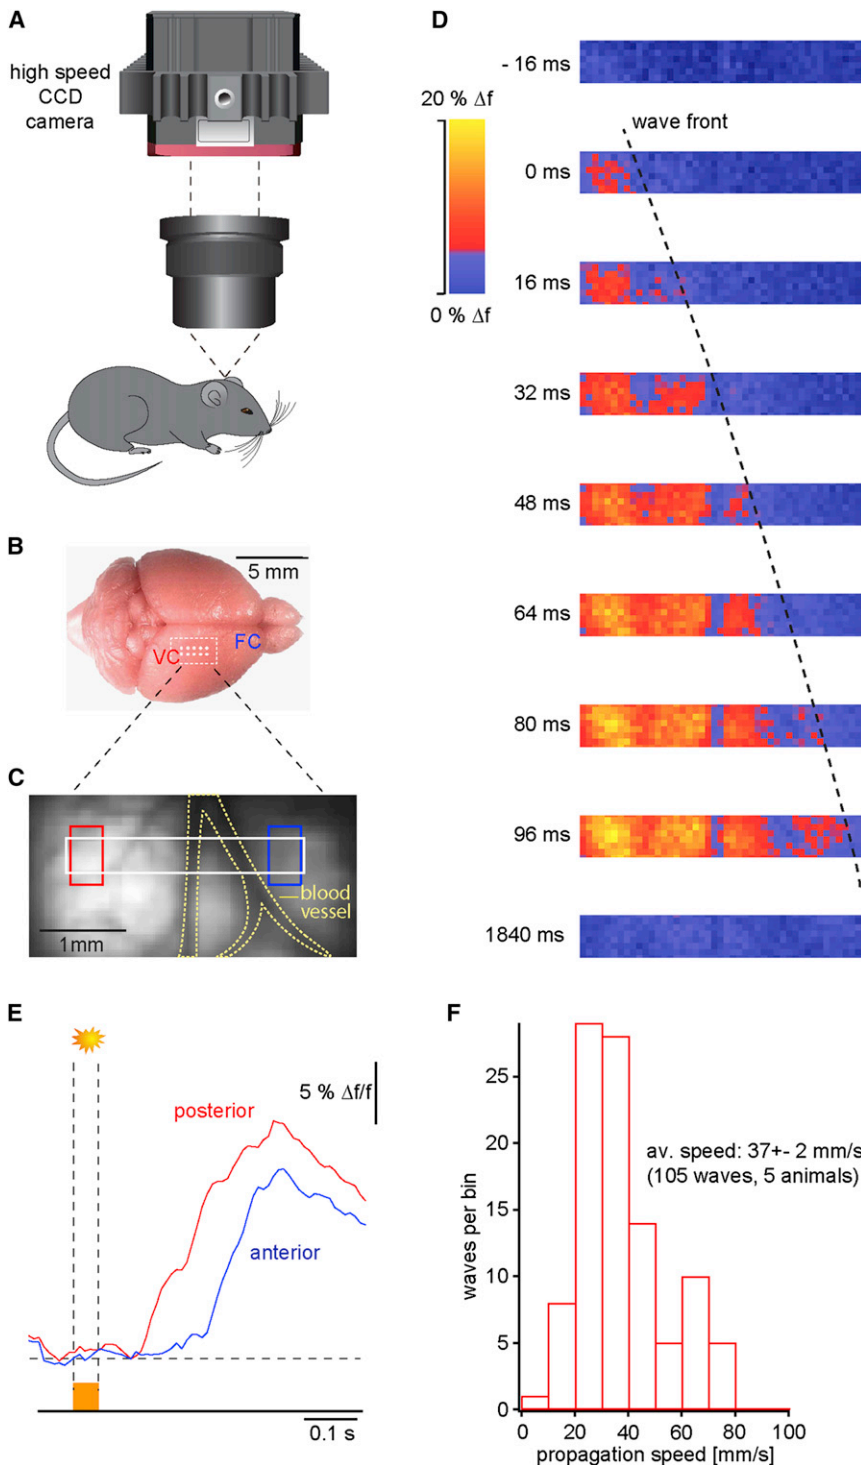 A
high speed
CCD
camera
B
5 mm
VC
FC
C
blood
vessel
1mm
D
20 % Δf
0 % Δf
wave front
- 16 ms
0 ms
16 ms
32 ms
48 ms
64 ms
80 ms
96 ms
1840 ms
E
5 % Δf/f
posterior
anterior
0.1 s
F
waves per bin
25
20
15
10
5
0
av. speed: 37+- 2 mm/s
(105 waves, 5 animals)
0
20
40
60
80
100
propagation speed [mm/s]